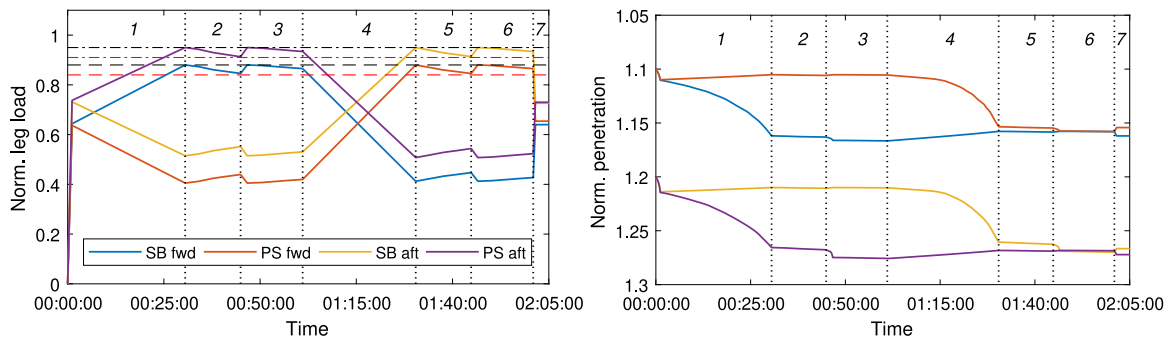 1 2 3 4 5 6 7
1
0.8
0.6
0.4
0.2
0
Norm. leg load
SB fwd PS fwd SB aft PS aft
00:00:00 00:25:00 00:50:00 01:15:00 01:40:00 02:05:00
Time
1 2 3 4 5 6 7
1.05
1.1
1.15
1.2
1.25
1.3
Norm. penetration
00:00:00 00:25:00 00:50:00 01:15:00 01:40:00 02:05:00
Time